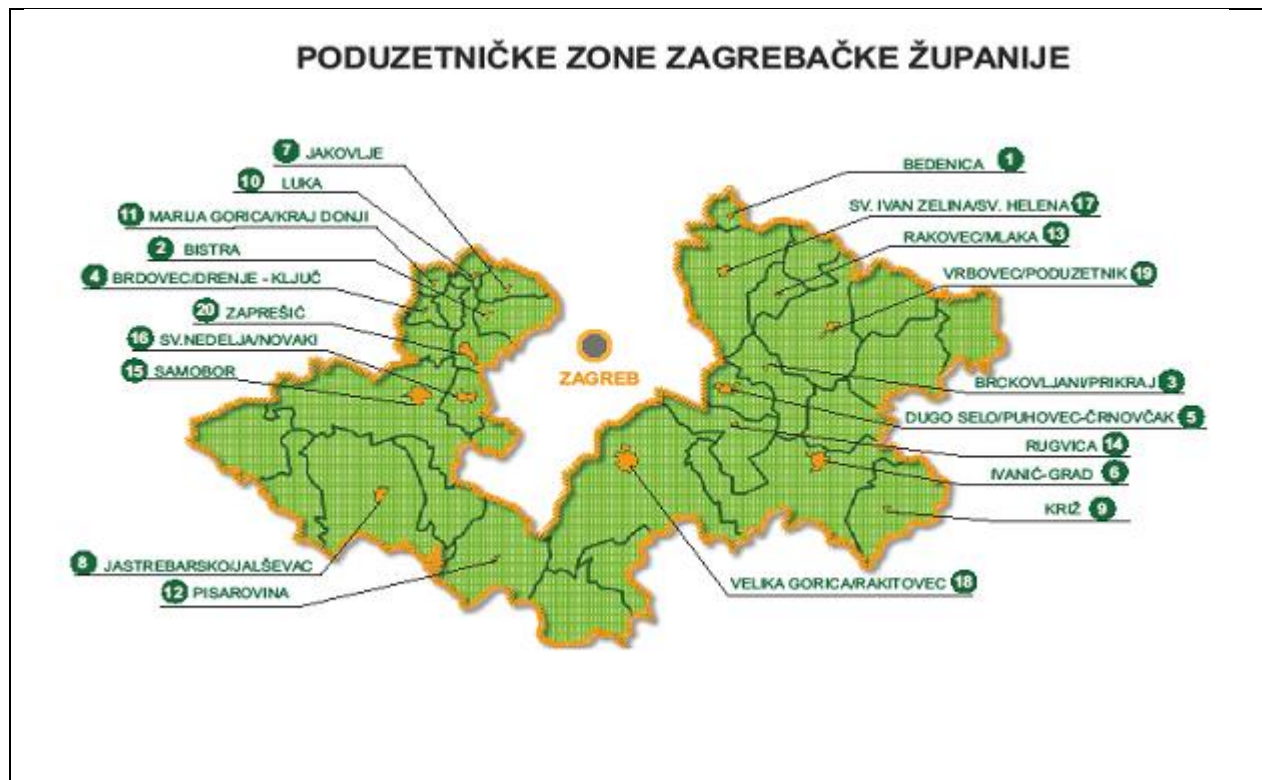 PODUZETNIČKE ZONE ZAGREBAČKE ŽUPANIJE
7 JAKOVLJE
10 LUKA
11 MARIJA GORICA/KRAJ DONJI
2 BISTRA
4 BRDOVEC/DRENJE - KLJUČ
20 ZAPREŠIĆ
16 SV.NEDELJA/NOVAKI
15 SAMOBOR
8 JASTREBARSKO/JALŠEVAC
12 PISAROVINA
ZAGREB
BEDENICA 1
SV. IVAN ZELINA/SV. HELENA 17
RAKOVEC/MLAKA 13
VRBOVEC/PODUZETNIK 19
BRCKOVLJANI/PRIKRAJ 3
DUGO SELO/PUHOVEC-ČRNOVČAK 5
RUGVICA 14
IVANIĆ-GRAD 6
KRIŽ 9
VELIKA GORICA/RAKITOVEC 18